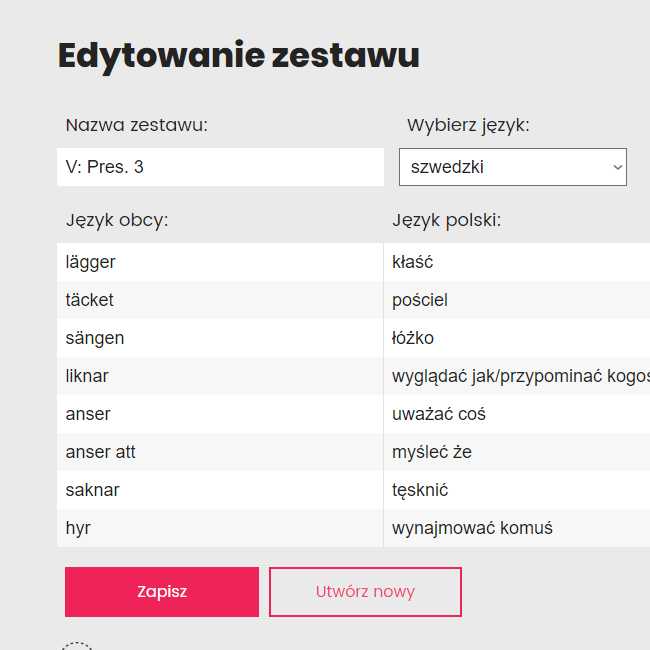 Edytowanie zestawu
Nazwa zestawu: Wybierz język:
V: Pres. 3 szwedzki
Język obcy: Język polski:
lägger kłaść
täcket pościel
sängen łóżko
liknar wyglądać jak/przypominać kogoś
anser uważać coś
anser att myśleć że
saknar tęsknić
hyr wynajmować komuś
Zapisz Utwórz nowy